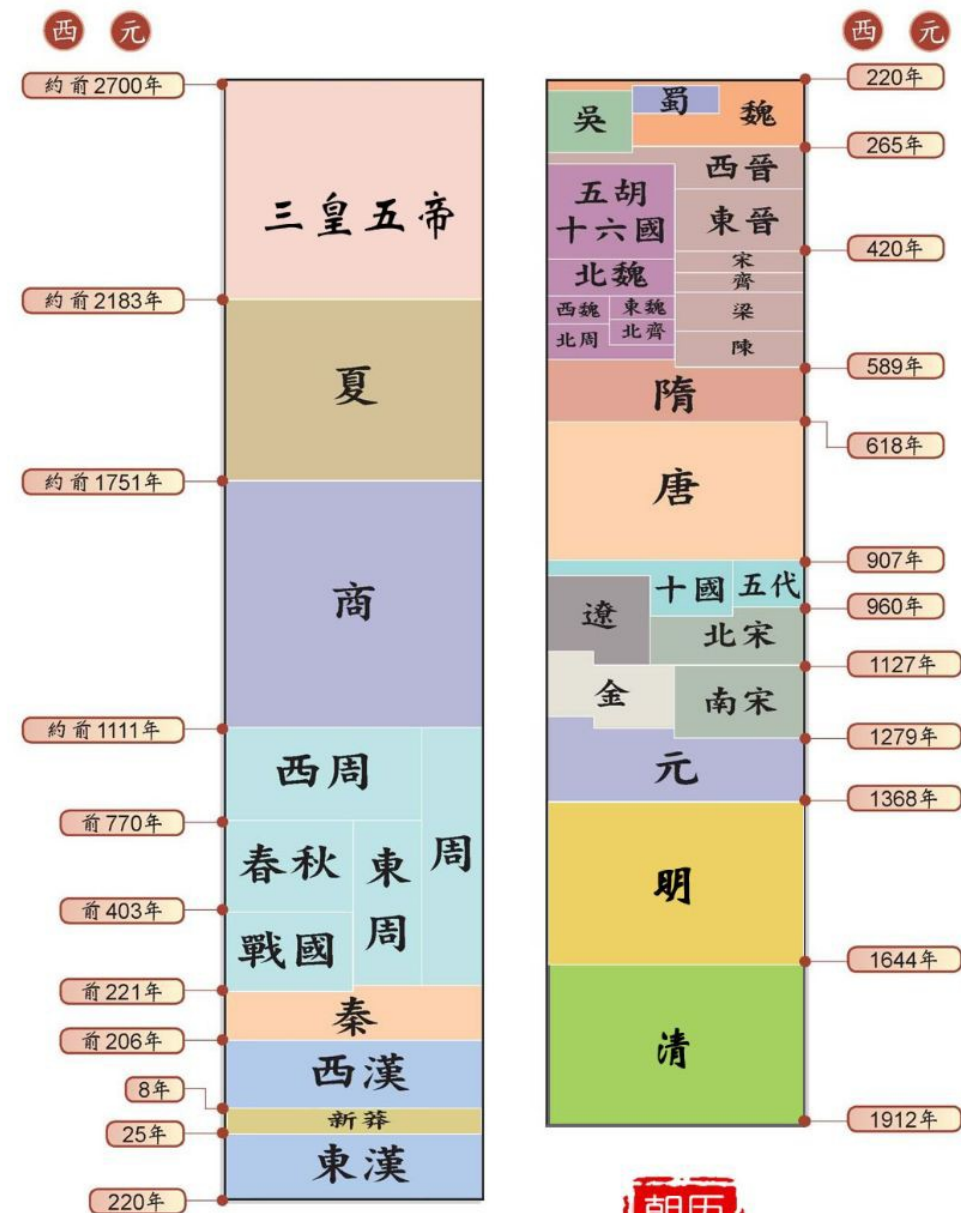 西 元
約前2700年
三皇五帝
約前2183年
夏
約前1751年
商
約前1111年
西周
周
前770年
春秋
東周
前403年
戰國
前221年
秦
前206年
西漢
8年
新莽
25年
東漢
220年
西 元
220年
蜀
魏
吳
265年
西晉
五胡
十六國
東晉
420年
宋
北魏
齊
西魏
東魏
梁
北周
北齊
陳
589年
隋
618年
唐
907年
十國
五代
960年
遼
北宋
1127年
金
南宋
1279年
元
1368年
明
1644年
清
1912年
朝历